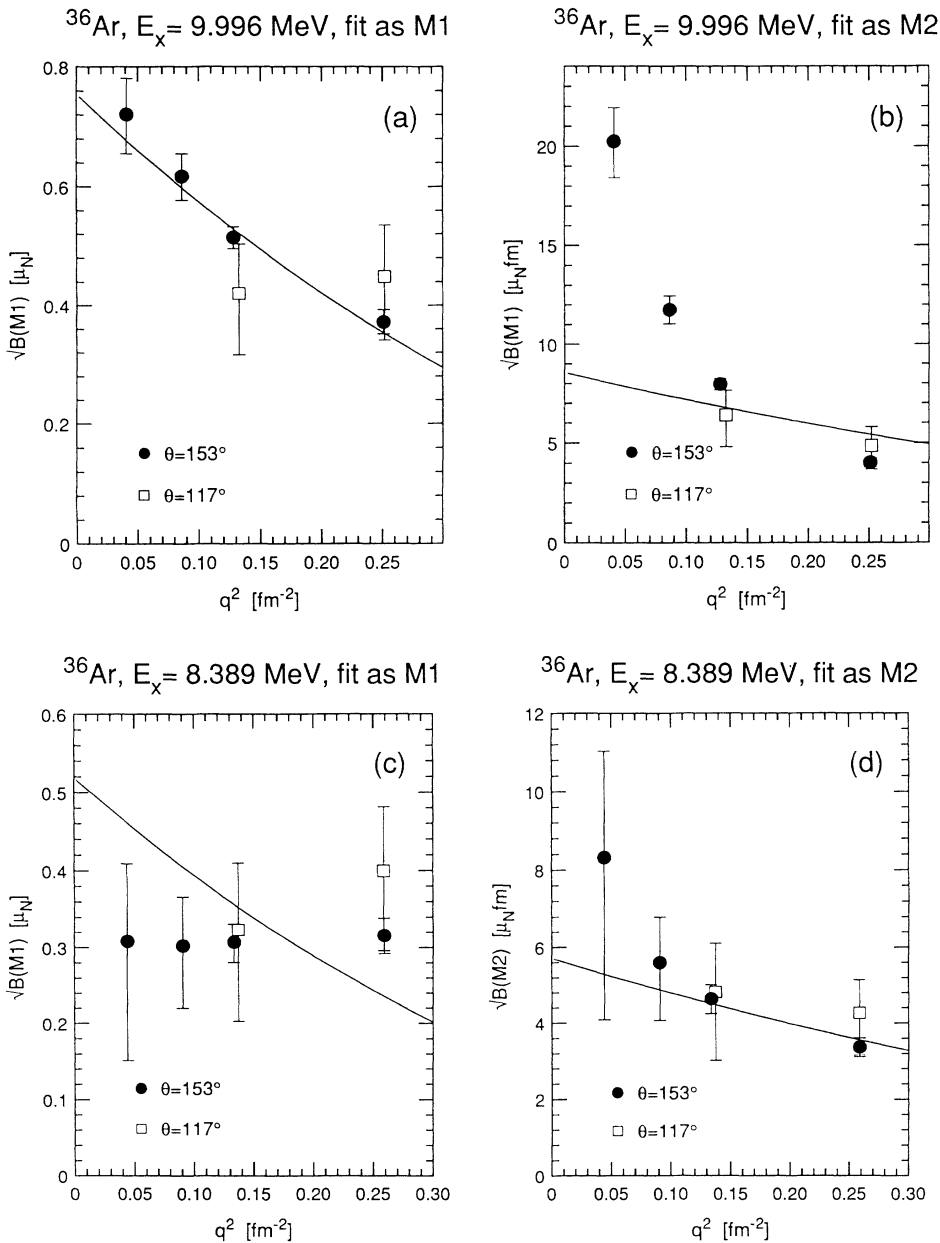 ³⁶Ar, Eₓ= 9.996 MeV, fit as M1
0.8
0.6
0.4
0.2
0
√B(M1) [μ_N]
(a)
θ=153°
θ=117°
0 0.05 0.10 0.15 0.20 0.25
q² [fm⁻²]
³⁶Ar, Eₓ= 9.996 MeV, fit as M2
20
15
10
5
0
√B(M1) [μ_N fm]
(b)
θ=153°
θ=117°
0 0.05 0.10 0.15 0.20 0.25
q² [fm⁻²]
³⁶Ar, Eₓ= 8.389 MeV, fit as M1
0.6
0.5
0.4
0.3
0.2
0.1
0
√B(M1) [μ_N]
(c)
θ=153°
θ=117°
0 0.05 0.10 0.15 0.20 0.25 0.30
q² [fm⁻²]
³⁶Ar, Eₓ= 8.389 MeV, fit as M2
12
10
8
6
4
2
0
√B(M2) [μ_N fm]
(d)
θ=153°
θ=117°
0 0.05 0.10 0.15 0.20 0.25 0.30
q² [fm⁻²]